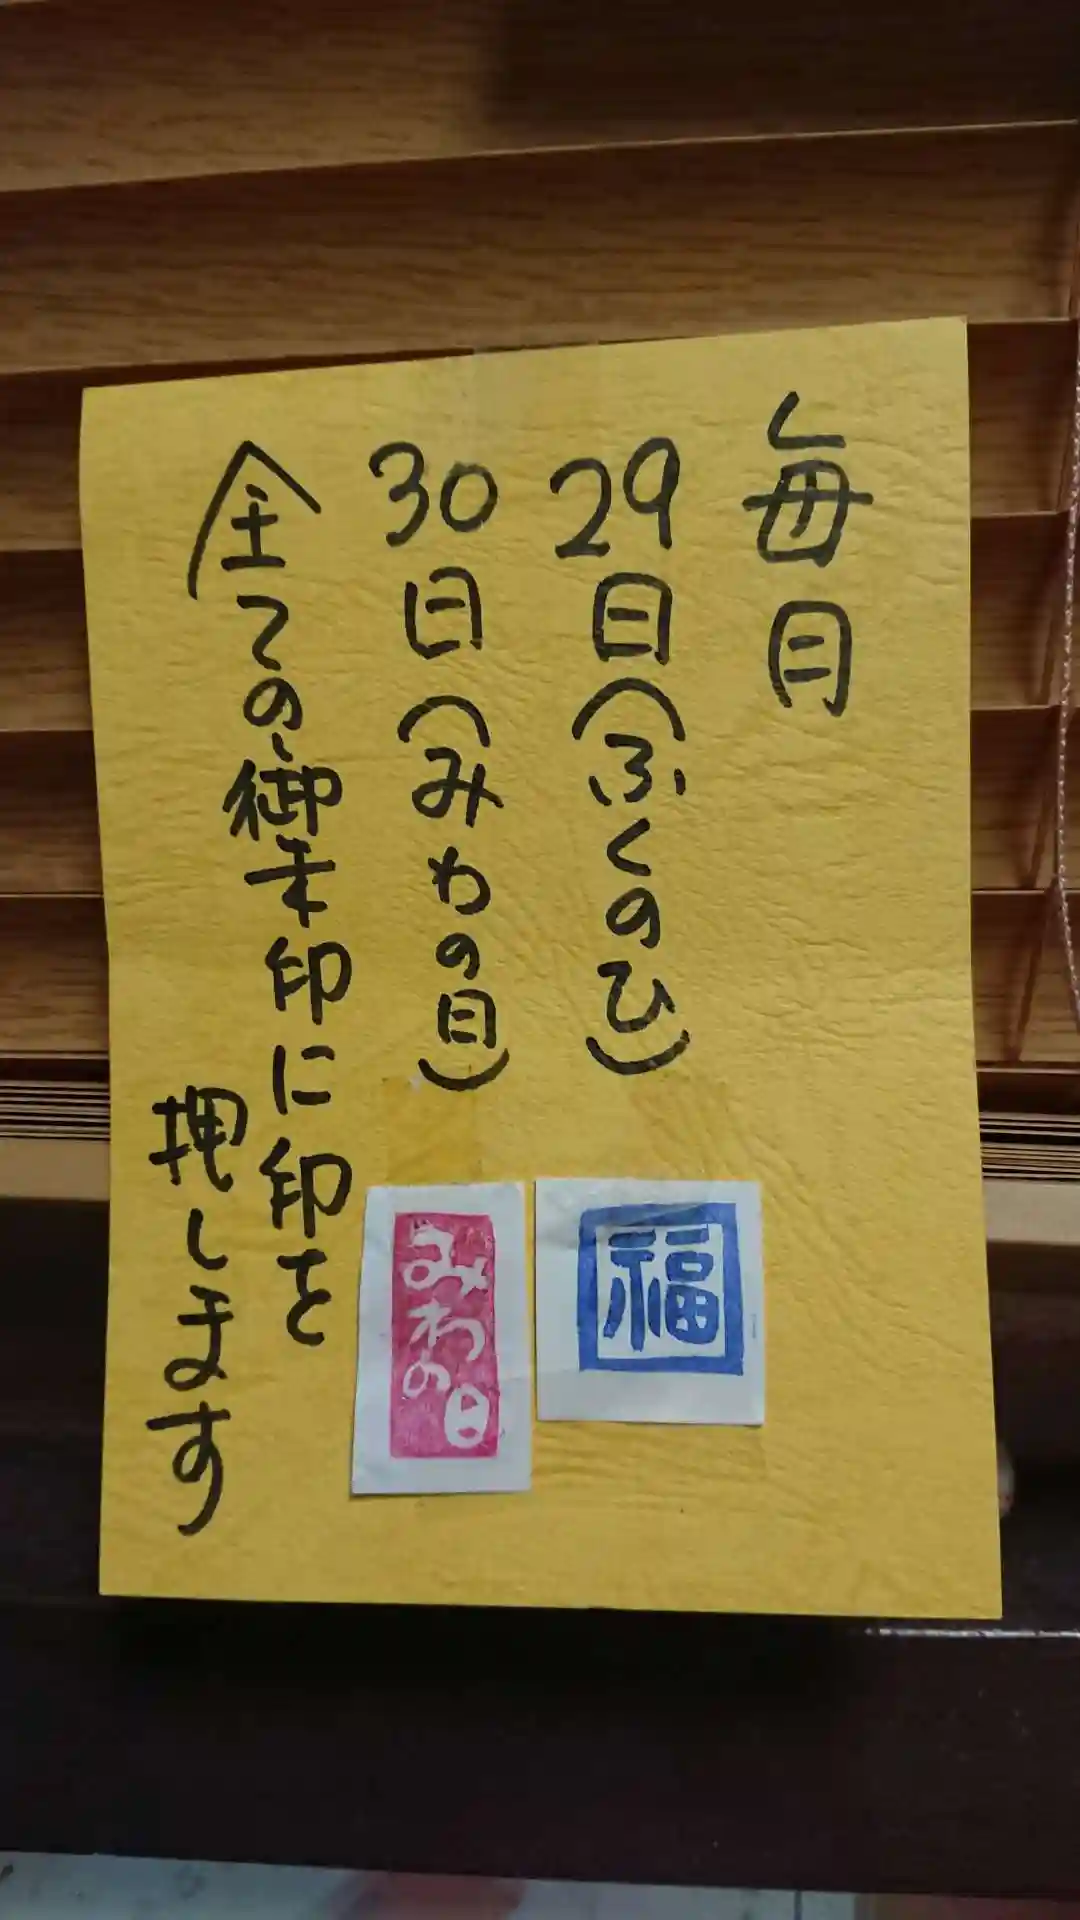 毎月
29日(ふくのひ)
福
30日(みわの日)
みわの日
全ての御朱印に印を
押します